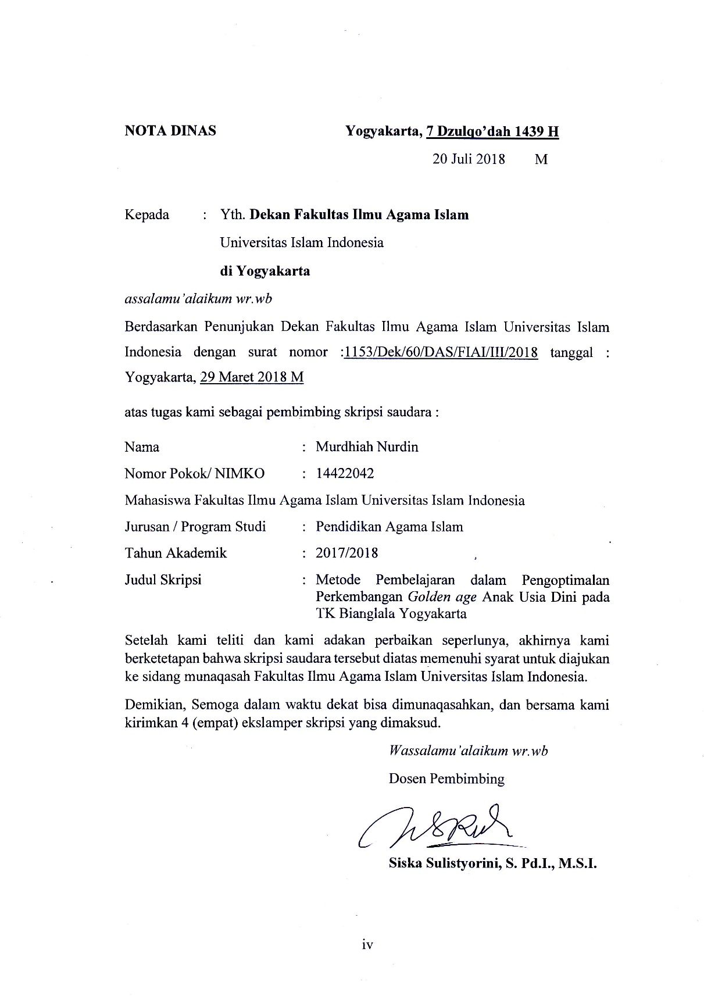 NOTA DINAS Yogyakarta, 7 Dzulqo'dah 1439 H
20 Juli 2018 M
Kepada : Yth. Dekan Fakultas Ilmu Agama Islam
Universitas Islam Indonesia
di Yogyakarta
assalamu'alaikum wr.wb
Berdasarkan Penunjukan Dekan Fakultas Ilmu Agama Islam Universitas Islam
Indonesia dengan surat nomor :1153/Dek/60/DAS/FIAI/III/2018 tanggal :
Yogyakarta, 29 Maret 2018 M
atas tugas kami sebagai pembimbing skripsi saudara :
Nama : Murdhiah Nurdin
Nomor Pokok/ NIMKO : 14422042
Mahasiswa Fakultas Ilmu Agama Islam Universitas Islam Indonesia
Jurusan / Program Studi : Pendidikan Agama Islam
Tahun Akademik : 2017/2018
Judul Skripsi : Metode Pembelajaran dalam Pengoptimalan
Perkembangan Golden age Anak Usia Dini pada
TK Bianglala Yogyakarta
Setelah kami teliti dan kami adakan perbaikan seperlunya, akhirnya kami
berketetapan bahwa skripsi saudara tersebut diatas memenuhi syarat untuk diajukan
ke sidang munaqasah Fakultas Ilmu Agama Islam Universitas Islam Indonesia.
Demikian, Semoga dalam waktu dekat bisa dimunaqasahkan, dan bersama kami
kirimkan 4 (empat) ekslamper skripsi yang dimaksud.
Wassalamu'alaikum wr.wb
Dosen Pembimbing
Siska Sulistyorini, S. Pd.I., M.S.I.
iv